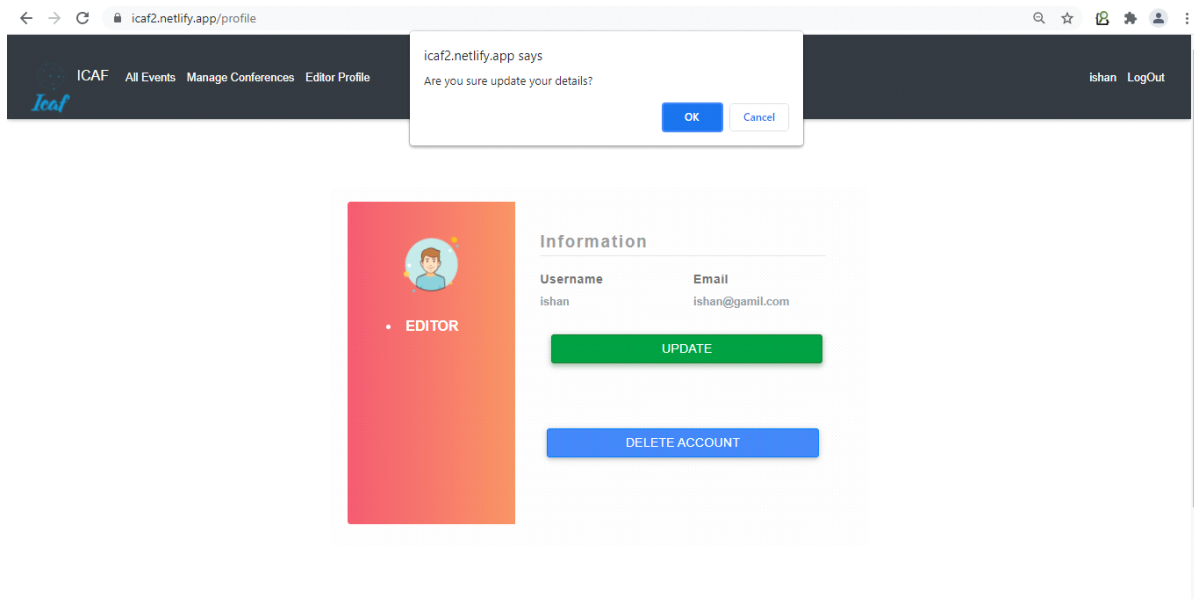 icaf2.netlify.app/profile
icaf2.netlify.app says
Are you sure update your details?
OK Cancel
Icaf
ICAF All Events Manage Conferences Editor Profile ishan LogOut
EDITOR
Information
Username Email
ishan ishan@gamil.com
UPDATE
DELETE ACCOUNT